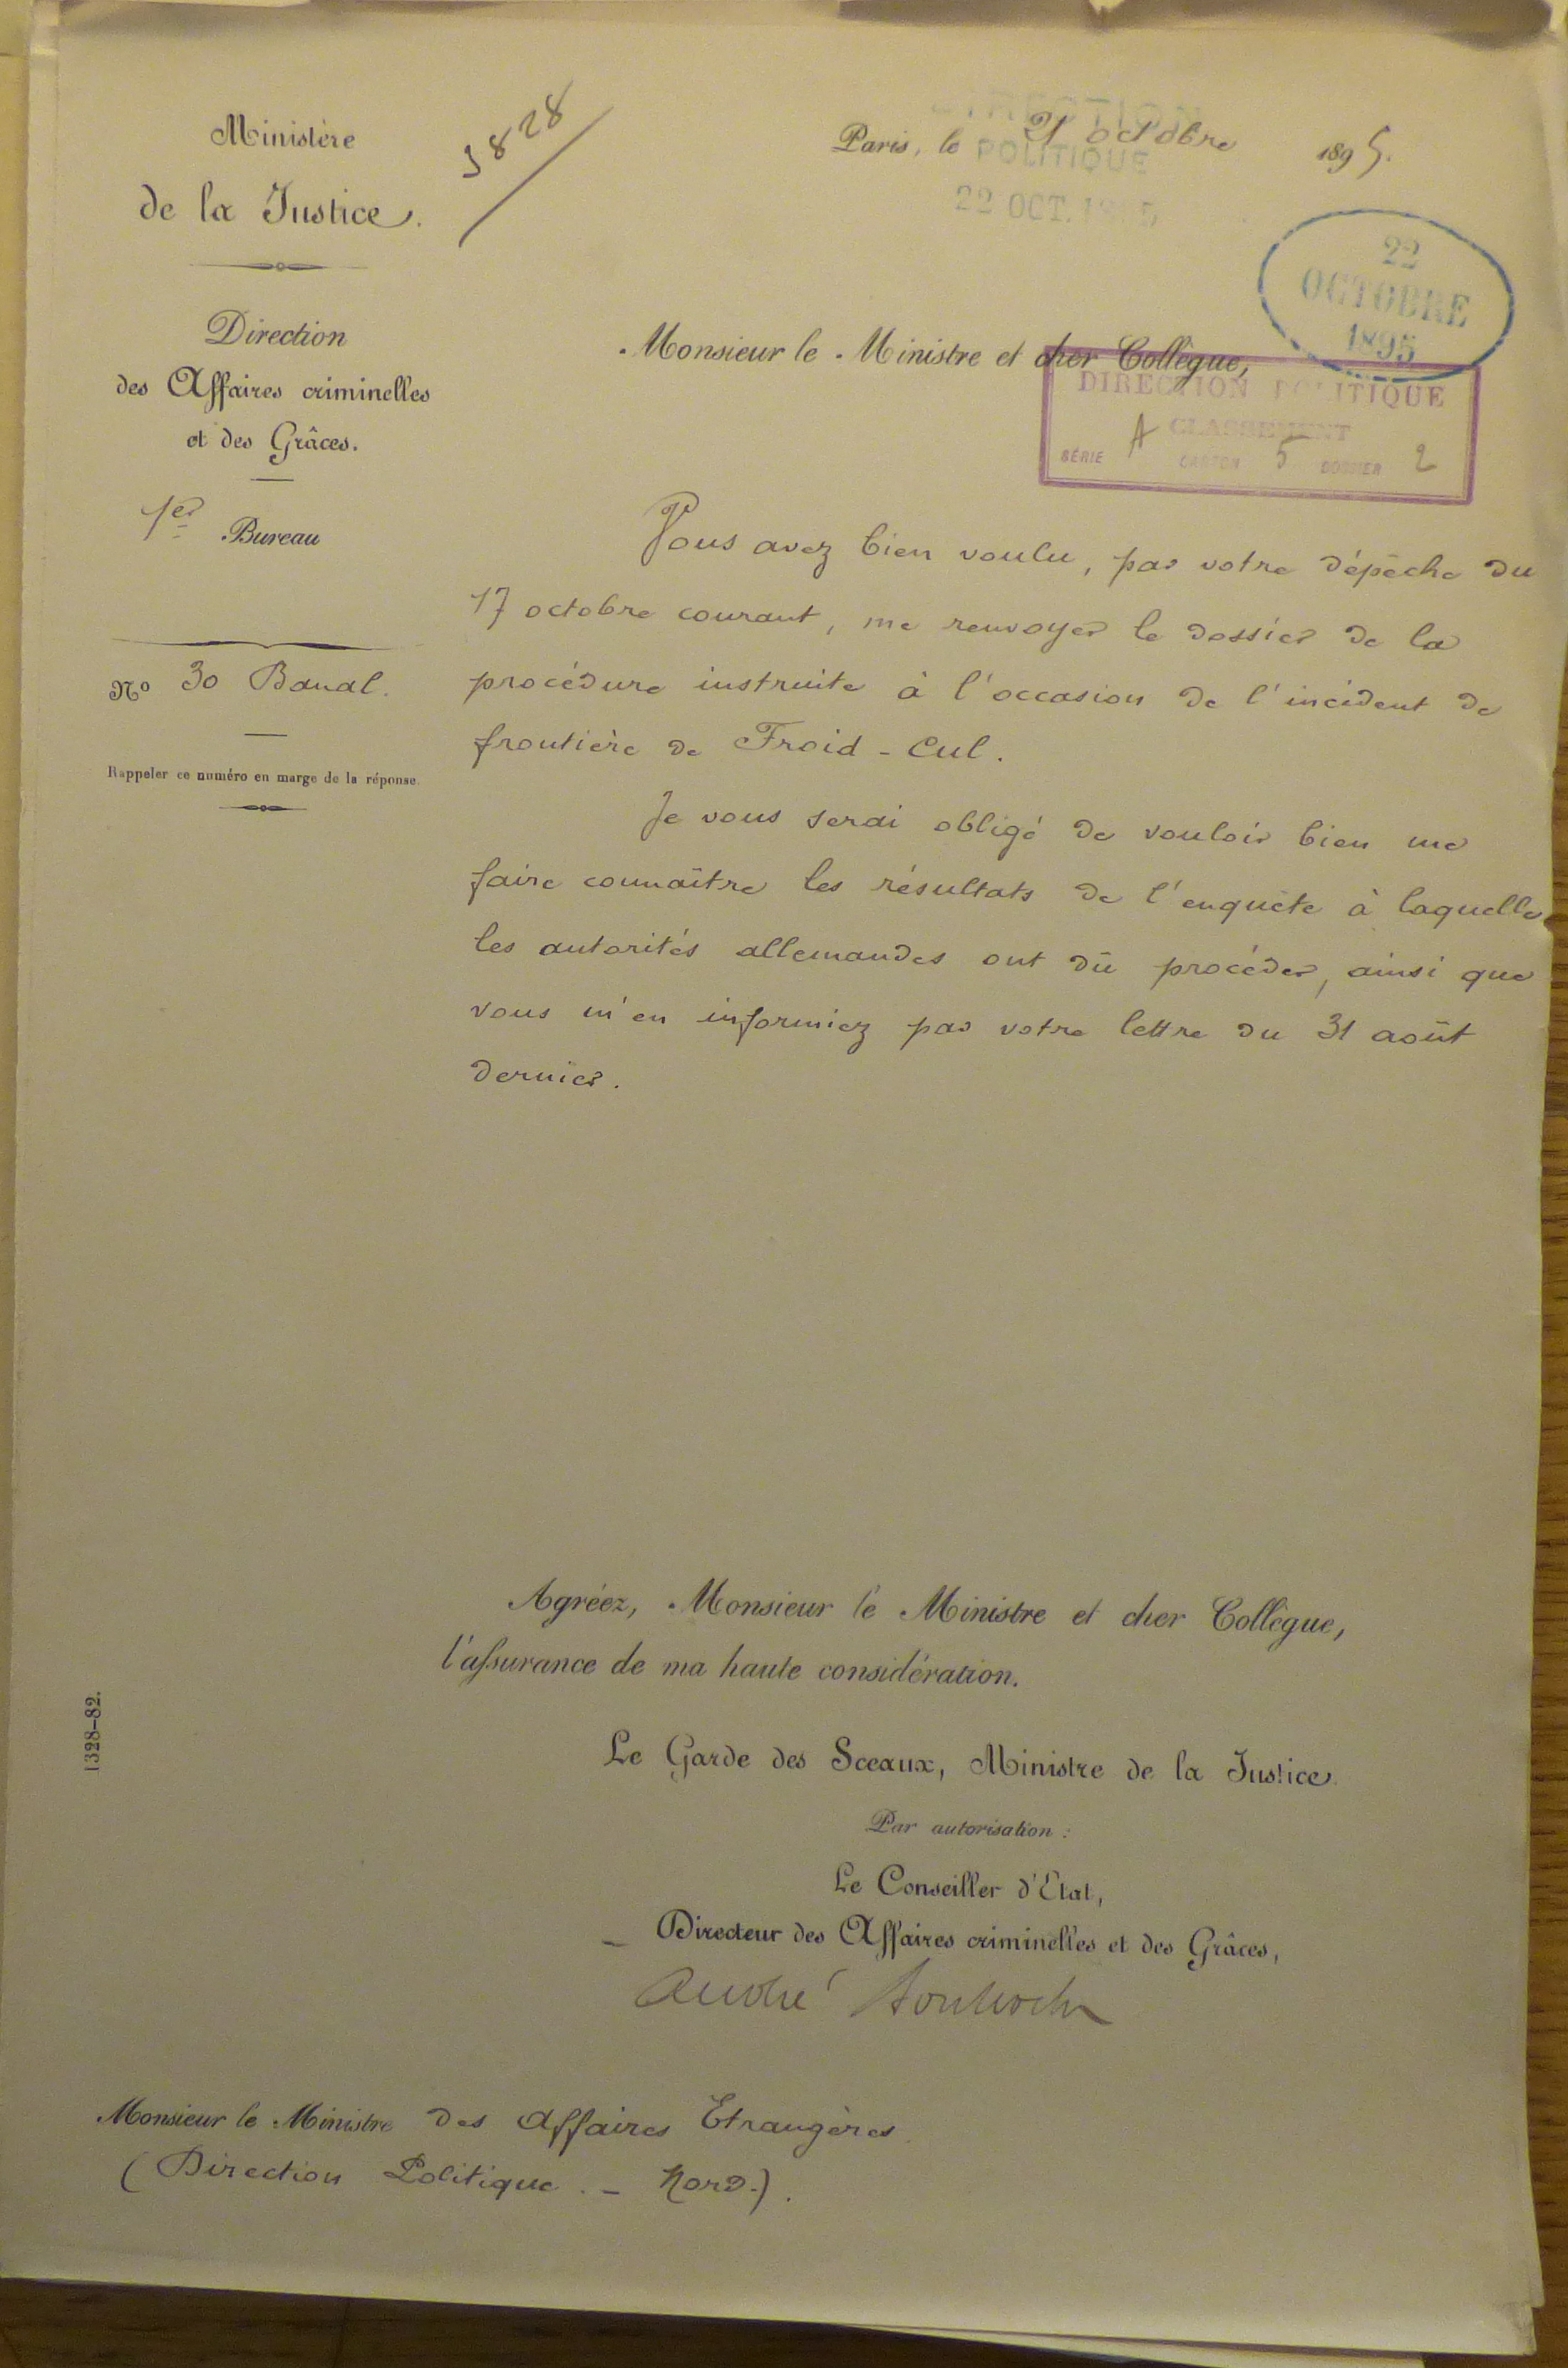 Ministère
de la Justice.
Direction
des Affaires criminelles
et des Grâces.
1er Bureau
No 30 Banal.
Rappeler ce numéro en marge de la réponse.
3828
Paris, le 21 octobre 1895.
DIRECTION
POLITIQUE
22 OCT. 1895
22
OCTOBRE
1895
Monsieur le Ministre et cher Collègue,
DIRECTION POLITIQUE
CLASSEMENT
SÉRIE A CARTON 5 DOSSIER 2
Vous avez bien voulu, par votre dépêche du
17 octobre courant, me renvoyer le dossier de la
procédure instruite à l'occasion de l'incident de
frontière de Froid-Cul.
Je vous serai obligé de vouloir bien me
faire connaître les résultats de l'enquête à laquelle
les autorités allemandes ont dû procéder, ainsi que
vous m'en informiez par votre lettre du 31 août
dernier.
Agréez, Monsieur le Ministre et cher Collègue,
l'assurance de ma haute considération.
Le Garde des Sceaux, Ministre de la Justice.
Par autorisation :
Le Conseiller d'Etat,
Directeur des Affaires criminelles et des Grâces,
André Boulloche
1328-82.
Monsieur le Ministre des Affaires Etrangères
(Direction Politique. - Nord.).